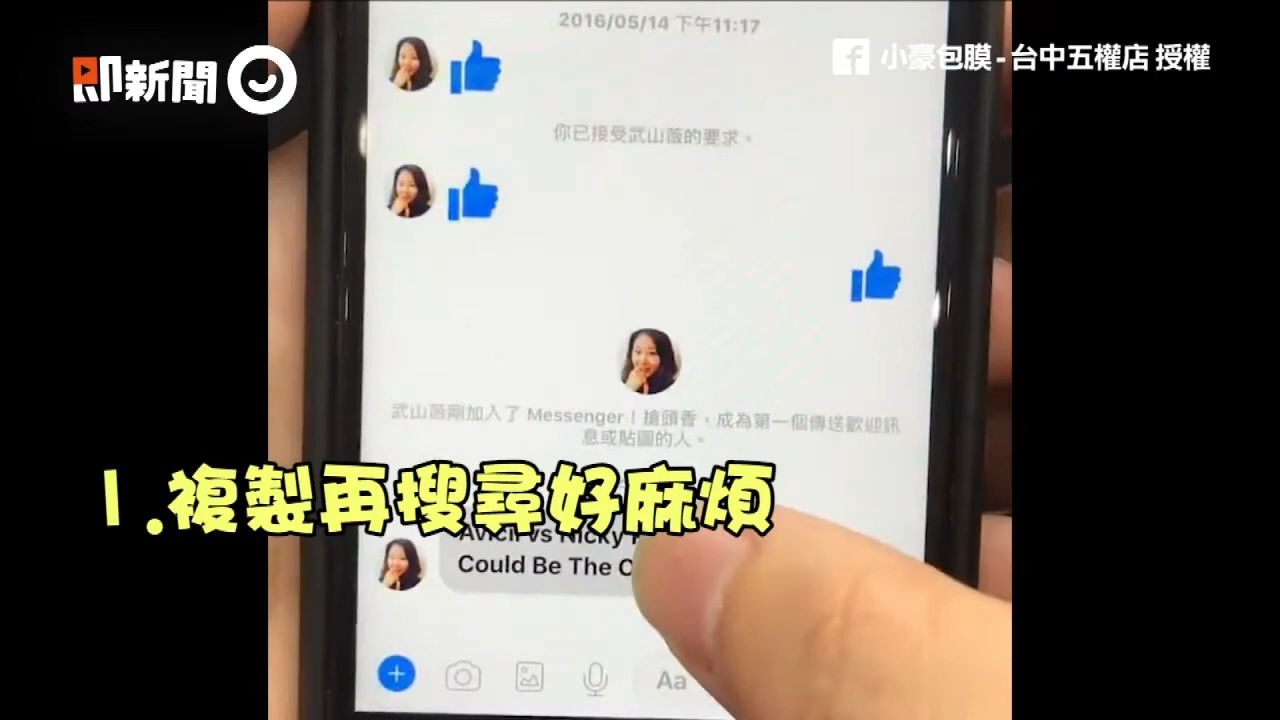 2016/05/14 下午11:17
即新聞
小豪包膜-台中五權店 授權
你已接受武山薇的要求。
武山薇剛加入了 Messenger！搶頭香，成為第一個傳送歡迎訊
息或貼圖的人。
1.複製再搜尋好麻煩
Avicii vs Nicky
Could Be The
Aa